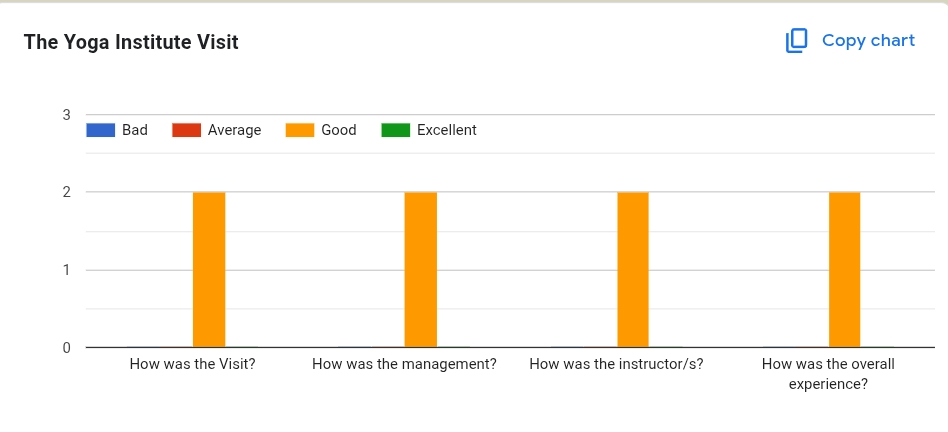 The Yoga Institute Visit
Copy chart
3
Bad Average Good Excellent
2
1
0
How was the Visit? How was the management? How was the instructor/s? How was the overall
experience?